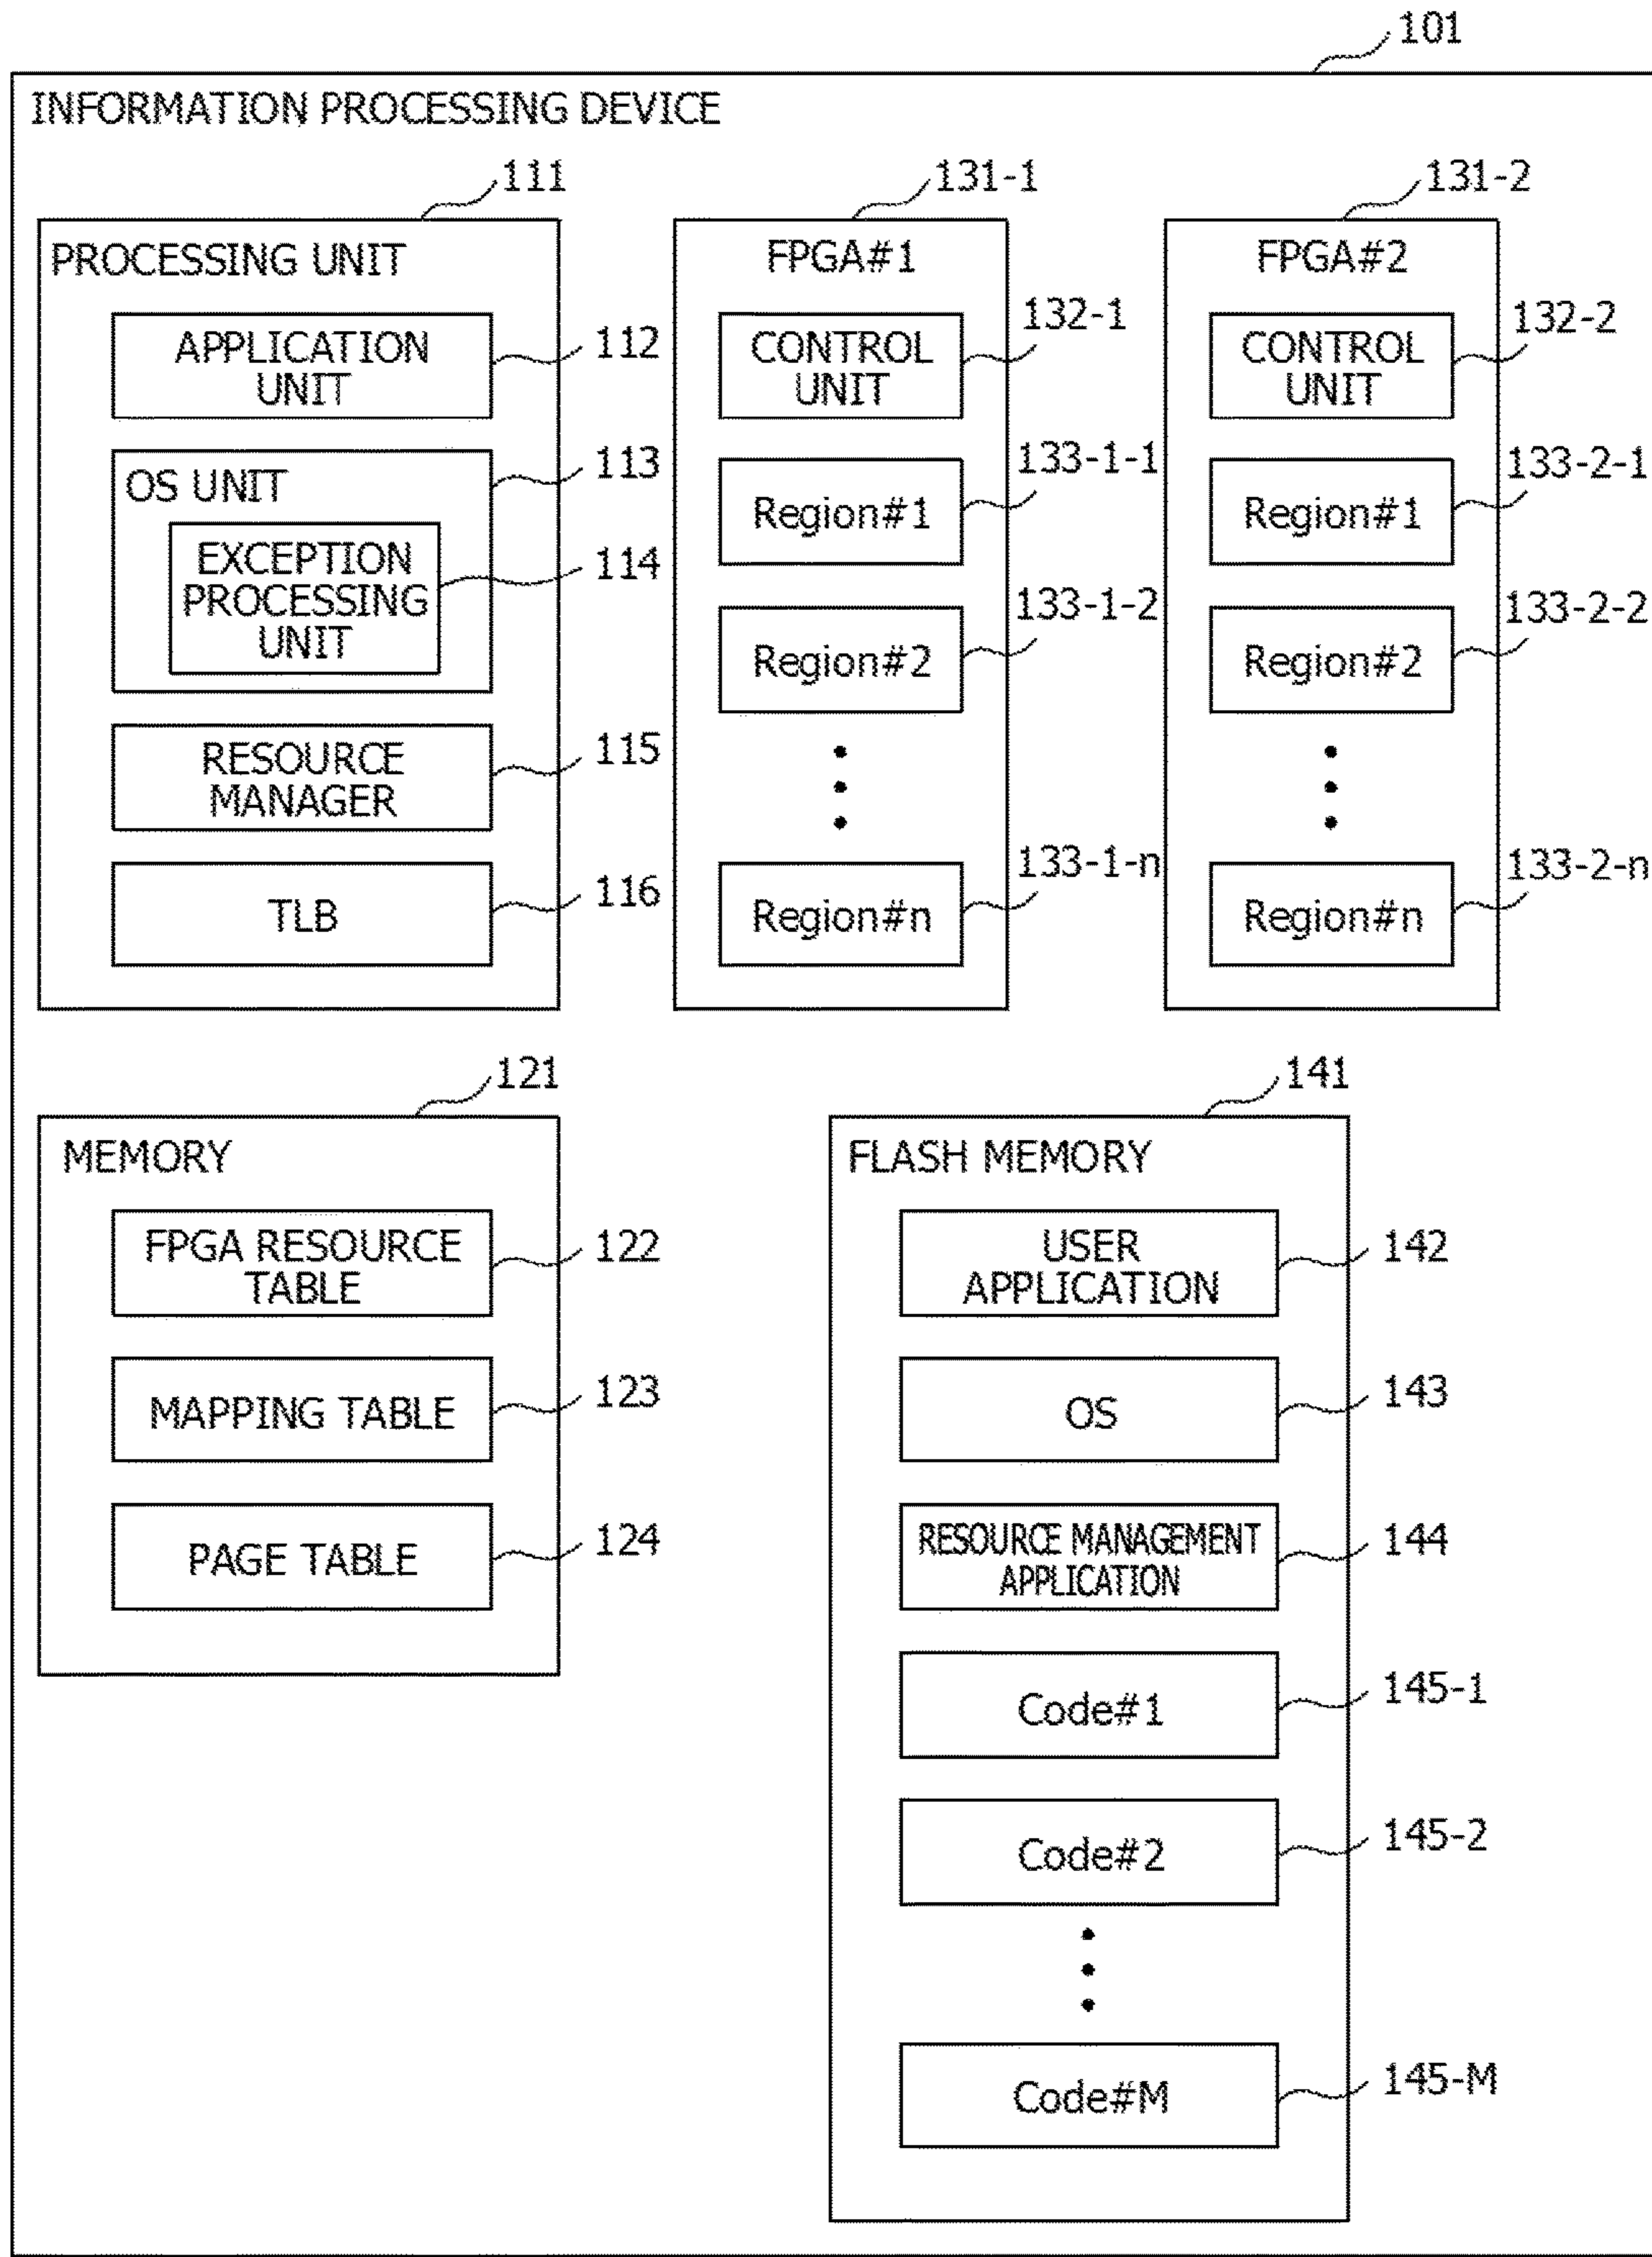 101
INFORMATION PROCESSING DEVICE
111
PROCESSING UNIT
APPLICATION
UNIT
112
OS UNIT
113
EXCEPTION
PROCESSING
UNIT
114
RESOURCE
MANAGER
115
TLB
116
131-1
FPGA#1
CONTROL
UNIT
132-1
Region#1
133-1-1
Region#2
133-1-2
Region#n
133-1-n
131-2
FPGA#2
CONTROL
UNIT
132-2
Region#1
133-2-1
Region#2
133-2-2
Region#n
133-2-n
121
MEMORY
FPGA RESOURCE
TABLE
122
MAPPING TABLE
123
PAGE TABLE
124
141
FLASH MEMORY
USER
APPLICATION
142
OS
143
RESOURCE MANAGEMENT
APPLICATION
144
Code#1
145-1
Code#2
145-2
Code#M
145-M